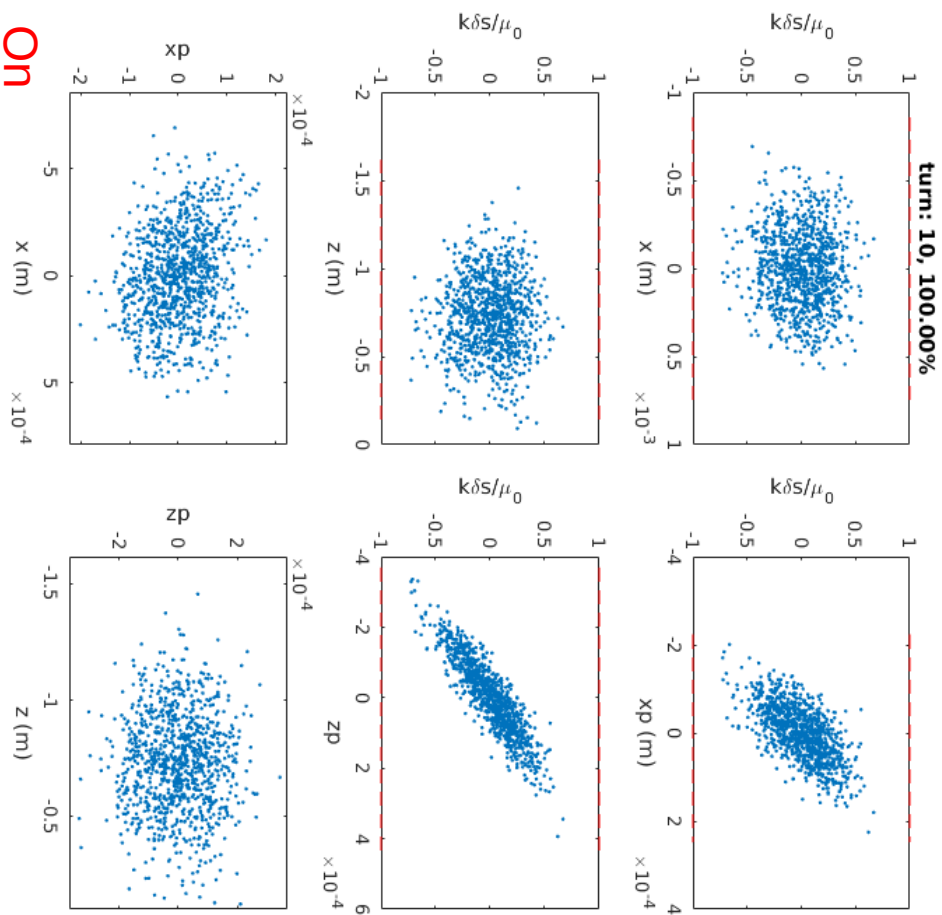 turn: 10, 100.00%
kδs/μ0
1
0.5
0
-0.5
-1
-1 -0.5 0 0.5 1
x (m)
×10-3
kδs/μ0
1
0.5
0
-0.5
-1
-4 -2 0 2 4
xp (m)
×10-4
kδs/μ0
1
0.5
0
-0.5
-1
-2 -1.5 -1 -0.5 0
z (m)
kδs/μ0
1
0.5
0
-0.5
-1
-4 -2 0 2 4 6
zp
×10-4
×10-4
xp
2
1
0
-1
-2
-5 0 5
x (m)
×10-4
×10-4
zp
2
0
-2
-1.5 -1 -0.5
z (m)
On